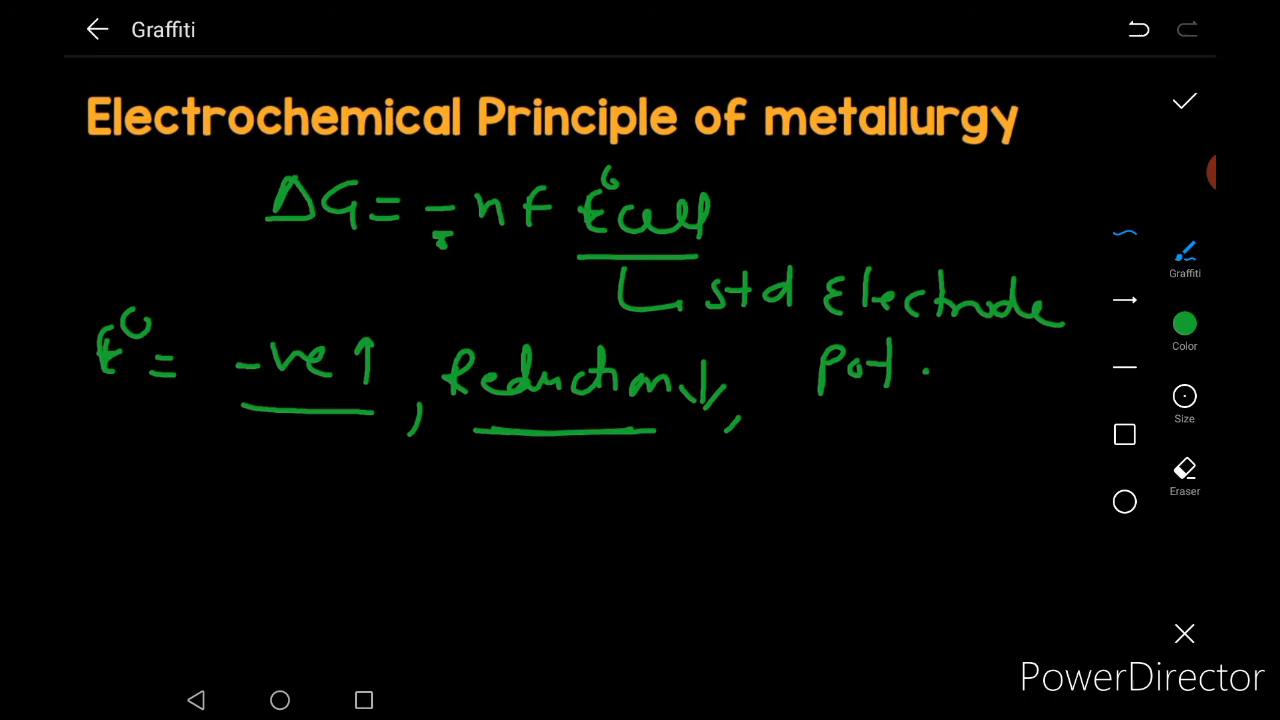 Graffiti
Electrochemical Principle of metallurgy
ΔG = - nF E°cell
std Electrode
Pot.
E° = -ve ↑, Reduction ↓,
Graffiti
Color
Size
Eraser
PowerDirector